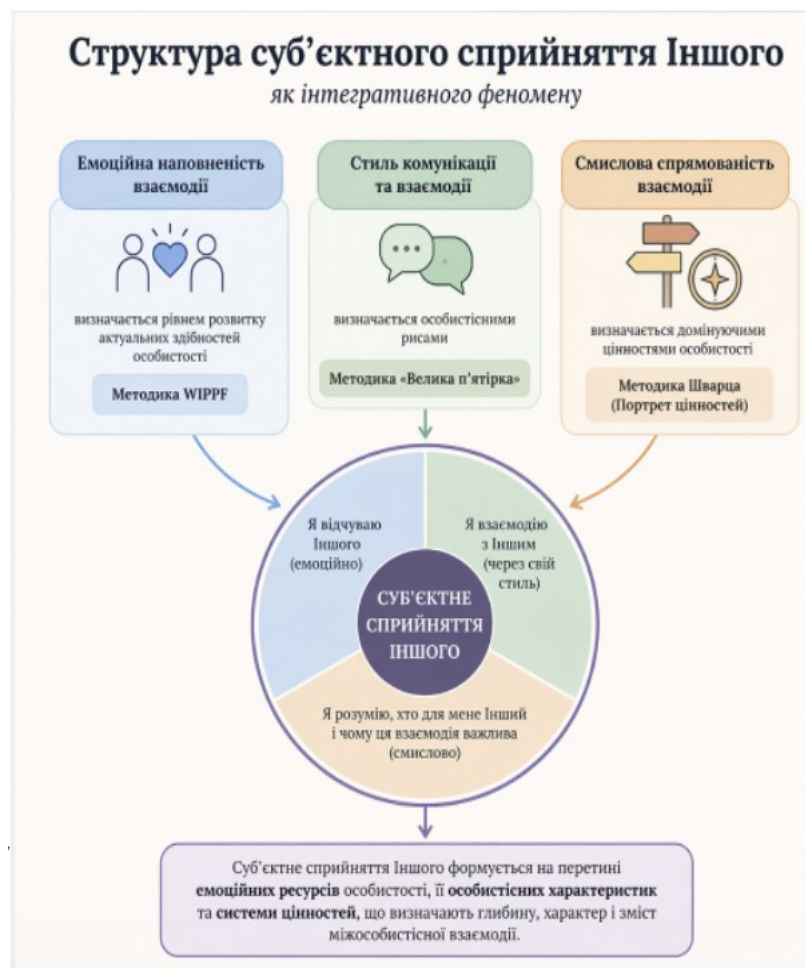 Структура суб’єктного сприйняття Іншого
як інтегративного феномену
Емоційна наповненість
взаємодії
визначається рівнем розвитку
актуальних здібностей
особистості
Методика WIPPF
Стиль комунікації
та взаємодії
визначається особистісними
рисами
Методика «Велика п’ятірка»
Смислова спрямованість
взаємодії
визначається домінуючими
цінностями особистості
Методика Шварца
(Портрет цінностей)
Я відчуваю
Іншого
(емоційно)
Я взаємодію
з Іншим
(через свій
стиль)
СУБ’ЄКТНЕ
СПРИЙНЯТТЯ
ІНШОГО
Я розумію, хто для мене Інший
і чому ця взаємодія важлива
(смислово)
Суб’єктне сприйняття Іншого формується на перетині
емоційних ресурсів особистості, її особистісних характеристик
та системи цінностей, що визначають глибину, характер і зміст
міжособистісної взаємодії.